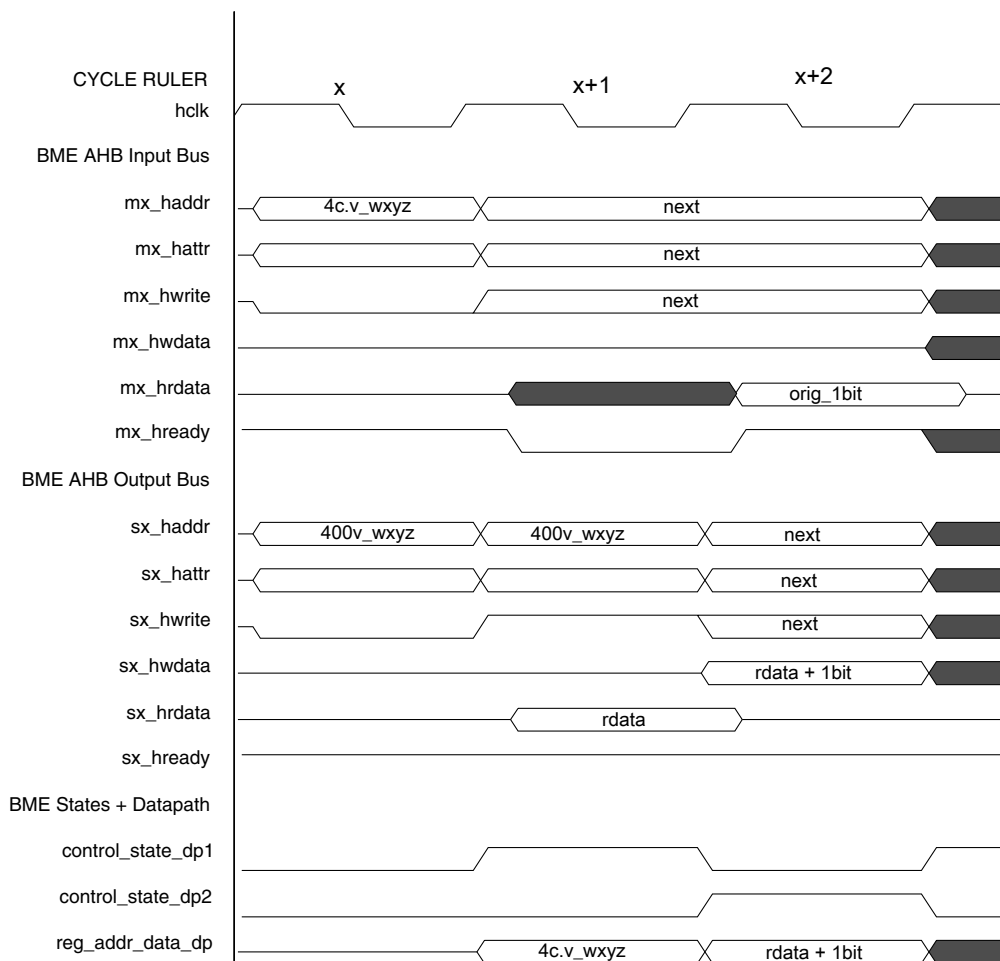 CYCLE RULER x x+1 x+2
hclk
BME AHB Input Bus
mx_haddr 4c.v_wxyz next
mx_hattr next
mx_hwrite next
mx_hwdata
mx_hrdata orig_1bit
mx_hready
BME AHB Output Bus
sx_haddr 400v_wxyz 400v_wxyz next
sx_hattr next
sx_hwrite next
sx_hwdata rdata + 1bit
sx_hrdata rdata
sx_hready
BME States + Datapath
control_state_dp1
control_state_dp2
reg_addr_data_dp 4c.v_wxyz rdata + 1bit